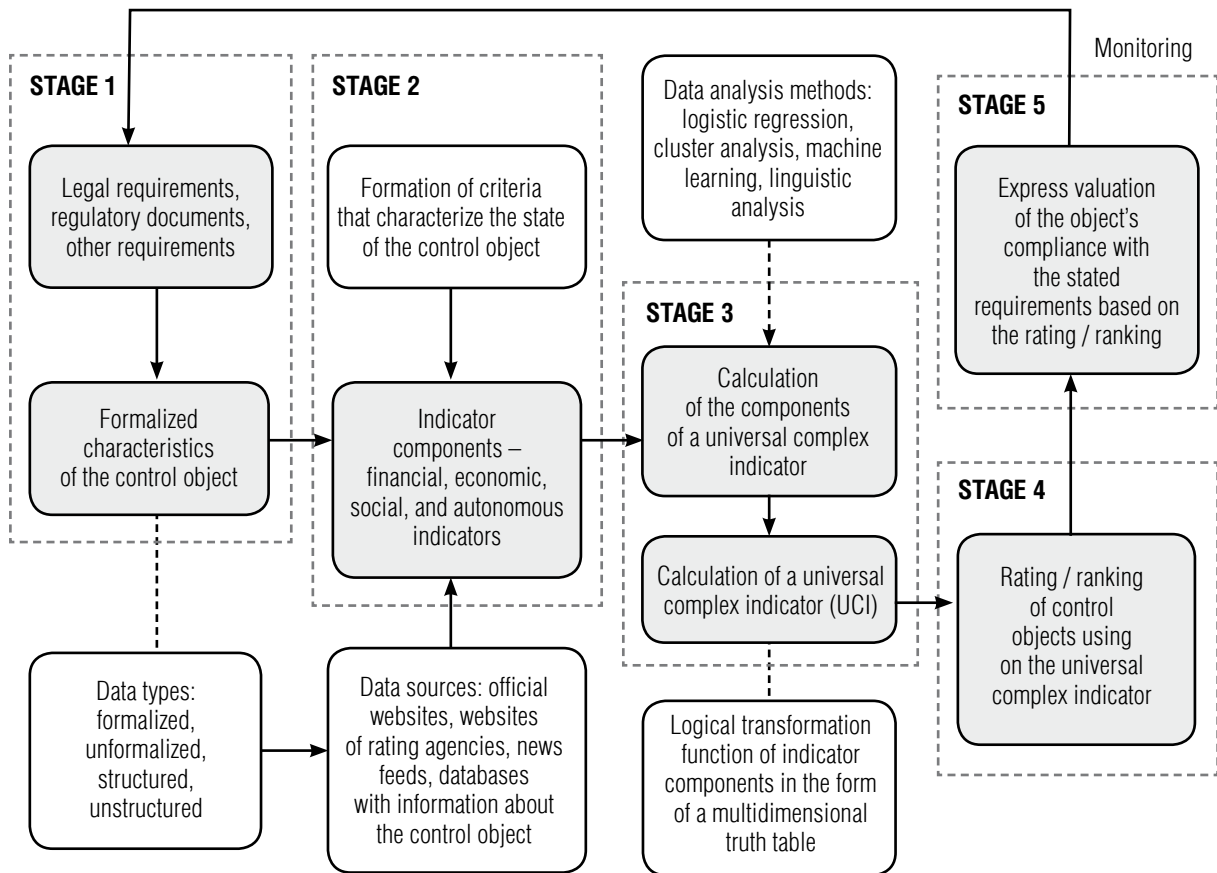 Monitoring
STAGE 1
Legal requirements,
regulatory documents,
other requirements
Formalized
characteristics
of the control object
Data types:
formalized,
unformalized,
structured,
unstructured
STAGE 2
Formation of criteria
that characterize the state
of the control object
Indicator
components –
financial, economic,
social, and autonomous
indicators
Data sources: official
websites, websites
of rating agencies, news
feeds, databases
with information about
the control object
Data analysis methods:
logistic regression,
cluster analysis, machine
learning, linguistic
analysis
STAGE 3
Calculation
of the components
of a universal complex
indicator
Calculation of a universal
complex indicator (UCI)
Logical transformation
function of indicator
components in the form
of a multidimensional
truth table
STAGE 5
Express valuation
of the object’s
compliance with
the stated
requirements based on
the rating / ranking
STAGE 4
Rating / ranking
of control
objects using
on the universal
complex indicator